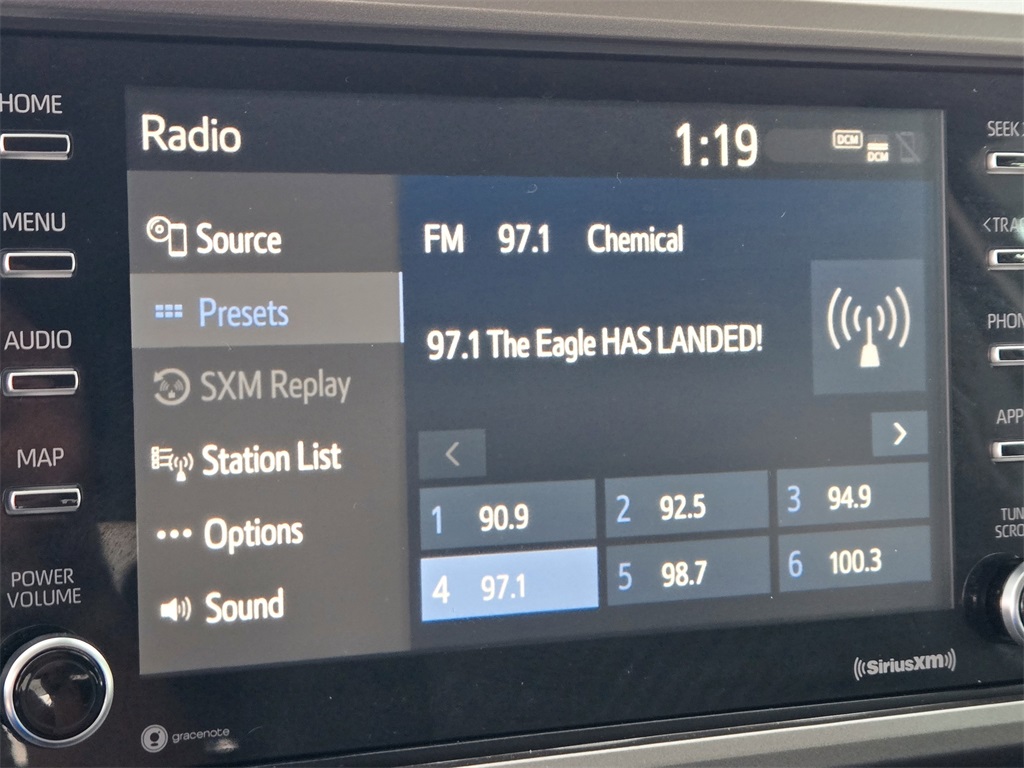 HOME
MENU
AUDIO
MAP
POWER
VOLUME
Radio
1:19
DCM
DCM
Source
Presets
SXM Replay
Station List
Options
Sound
FM 97.1 Chemical
97.1 The Eagle HAS LANDED!
<
>
1 90.9
2 92.5
3 94.9
4 97.1
5 98.7
6 100.3
SEEK
SiriusXM
gracenote